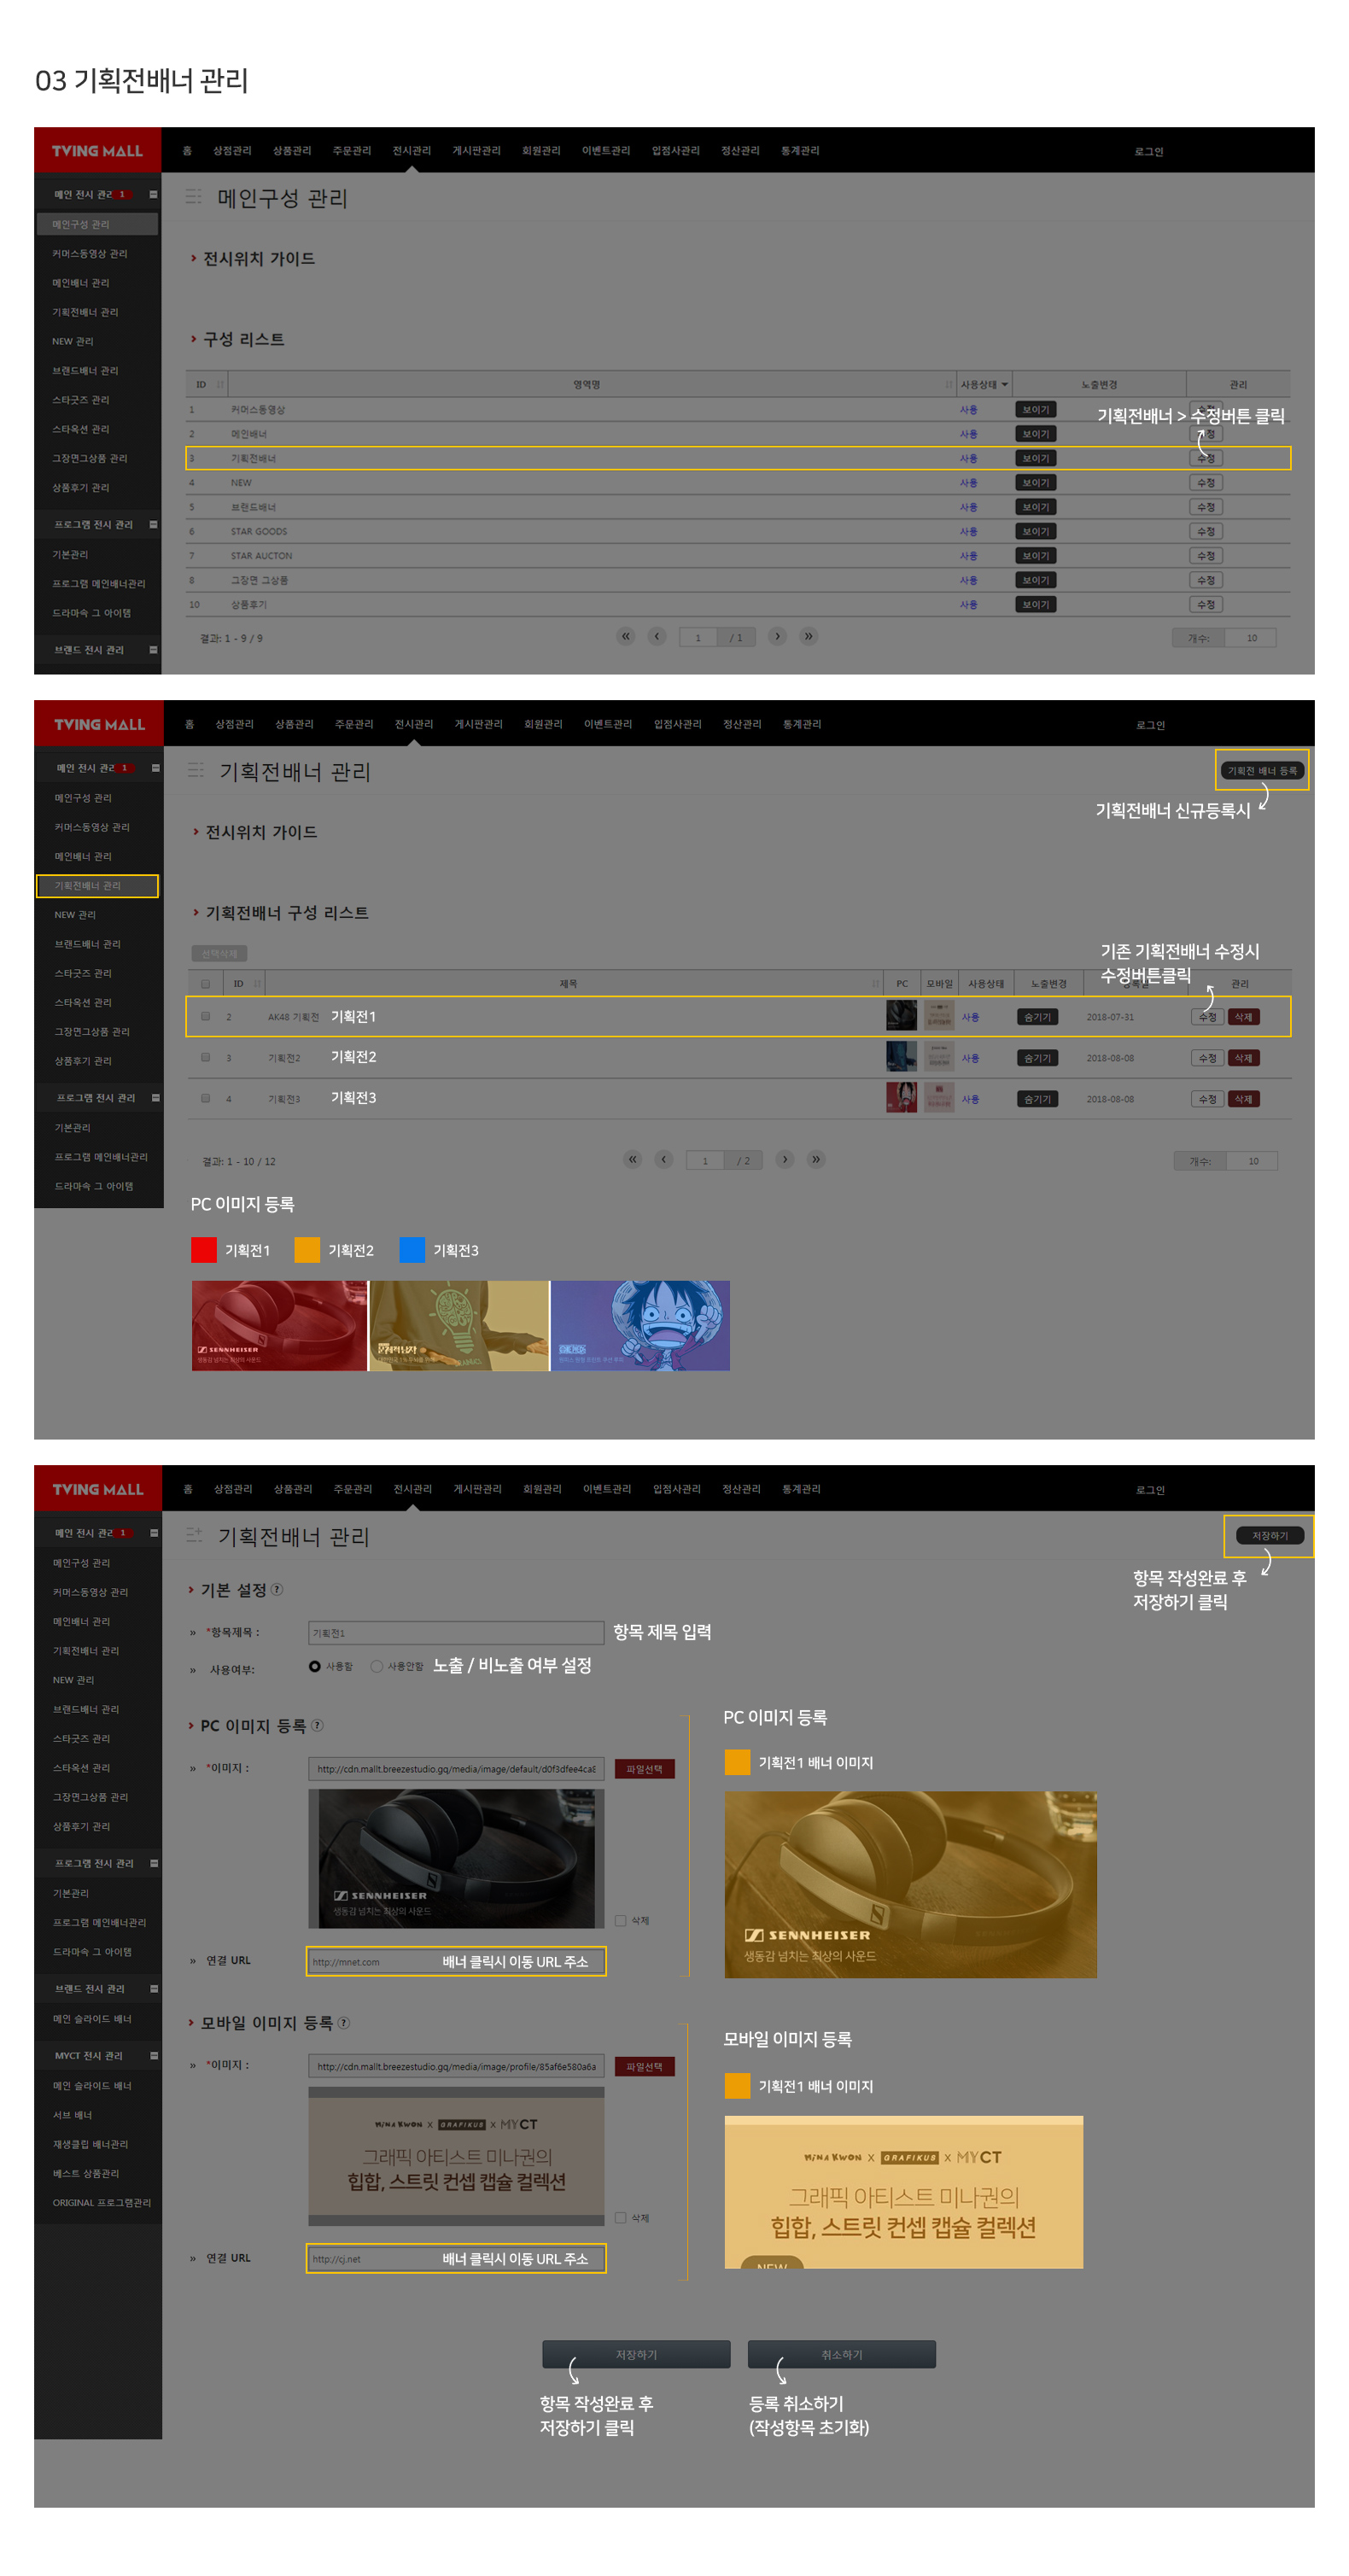 03 기획전배너 관리
TVING MALL
홈 상점관리 상품관리 주문관리 전시관리 게시판관리 회원관리 이벤트관리 입점사관리 정산관리 통계관리 로그인
메인 전시 관리 1
메인구성 관리
커머스동영상 관리
메인배너 관리
기획전배너 관리
NEW 관리
브랜드배너 관리
스타굿즈 관리
스타옥션 관리
그장면그상품 관리
상품후기 관리
프로그램 전시 관리
기본관리
프로그램 메인배너관리
드라마속 그 아이템
브랜드 전시 관리
메인구성 관리
전시위치 가이드
구성 리스트
ID 영역명 사용상태 노출변경 관리
1 커머스동영상 사용 보이기 수정
기획전배너 > 수정버튼 클릭
2 메인배너 사용 보이기 수정
3 기획전배너 사용 보이기 수정
4 NEW 사용 보이기 수정
5 브랜드배너 사용 보이기 수정
6 STAR GOODS 사용 보이기 수정
7 STAR AUCTON 사용 보이기 수정
8 그장면 그상품 사용 보이기 수정
10 상품후기 사용 보이기 수정
결과: 1 - 9 / 9 « ‹ 1 / 1 › » 개수: 10
TVING MALL
홈 상점관리 상품관리 주문관리 전시관리 게시판관리 회원관리 이벤트관리 입점사관리 정산관리 통계관리 로그인
메인 전시 관리 1
메인구성 관리
커머스동영상 관리
메인배너 관리
기획전배너 관리
NEW 관리
브랜드배너 관리
스타굿즈 관리
스타옥션 관리
그장면그상품 관리
상품후기 관리
프로그램 전시 관리
기본관리
프로그램 메인배너관리
드라마속 그 아이템
기획전배너 관리
기획전 배너 등록
기획전배너 신규등록시
전시위치 가이드
기획전배너 구성 리스트
선택삭제
기존 기획전배너 수정시
수정버튼클릭
ID 제목 PC 모바일 사용상태 노출변경 등록일 관리
2 AK48 기획전 기획전1 사용 숨기기 2018-07-31 수정 삭제
3 기획전2 기획전2 사용 숨기기 2018-08-08 수정 삭제
4 기획전3 기획전3 사용 숨기기 2018-08-08 수정 삭제
결과: 1 - 10 / 12 « ‹ 1 / 2 › » 개수: 10
PC 이미지 등록
기획전1 기획전2 기획전3
SENNHEISER
생동감 넘치는 최상의 사운드
TVING MALL
홈 상점관리 상품관리 주문관리 전시관리 게시판관리 회원관리 이벤트관리 입점사관리 정산관리 통계관리 로그인
메인 전시 관리 1
메인구성 관리
커머스동영상 관리
메인배너 관리
기획전배너 관리
NEW 관리
브랜드배너 관리
스타굿즈 관리
스타옥션 관리
그장면그상품 관리
상품후기 관리
프로그램 전시 관리
기본관리
프로그램 메인배너관리
드라마속 그 아이템
브랜드 전시 관리
메인 슬라이드 배너
MYCT 전시 관리
메인 슬라이드 배너
서브 배너
재생클립 배너관리
베스트 상품관리
ORIGINAL 프로그램관리
기획전배너 관리
저장하기
항목 작성완료 후
저장하기 클릭
기본 설정 ?
» *항목제목 : 기획전1 항목 제목 입력
» 사용여부: 사용함 사용안함 노출 / 비노출 여부 설정
PC 이미지 등록 ?
» *이미지 : http://cdn.mallt.breezestudio.gq/media/image/default/d0f3dfee4ca8 파일선택
SENNHEISER
생동감 넘치는 최상의 사운드
삭제
» 연결 URL http://mnet.com 배너 클릭시 이동 URL 주소
PC 이미지 등록
기획전1 배너 이미지
SENNHEISER
생동감 넘치는 최상의 사운드
모바일 이미지 등록 ?
» *이미지 : http://cdn.mallt.breezestudio.gq/media/image/profile/85af6e580a6a 파일선택
MINA KWON X GRAFIKUS X MYCT
그래픽 아티스트 미나권의
힙합, 스트릿 컨셉 캡슐 컬렉션
삭제
» 연결 URL http://cj.net 배너 클릭시 이동 URL 주소
모바일 이미지 등록
기획전1 배너 이미지
MINA KWON X GRAFIKUS X MYCT
그래픽 아티스트 미나권의
힙합, 스트릿 컨셉 캡슐 컬렉션
NEW
저장하기 취소하기
항목 작성완료 후
저장하기 클릭
등록 취소하기
(작성항목 초기화)